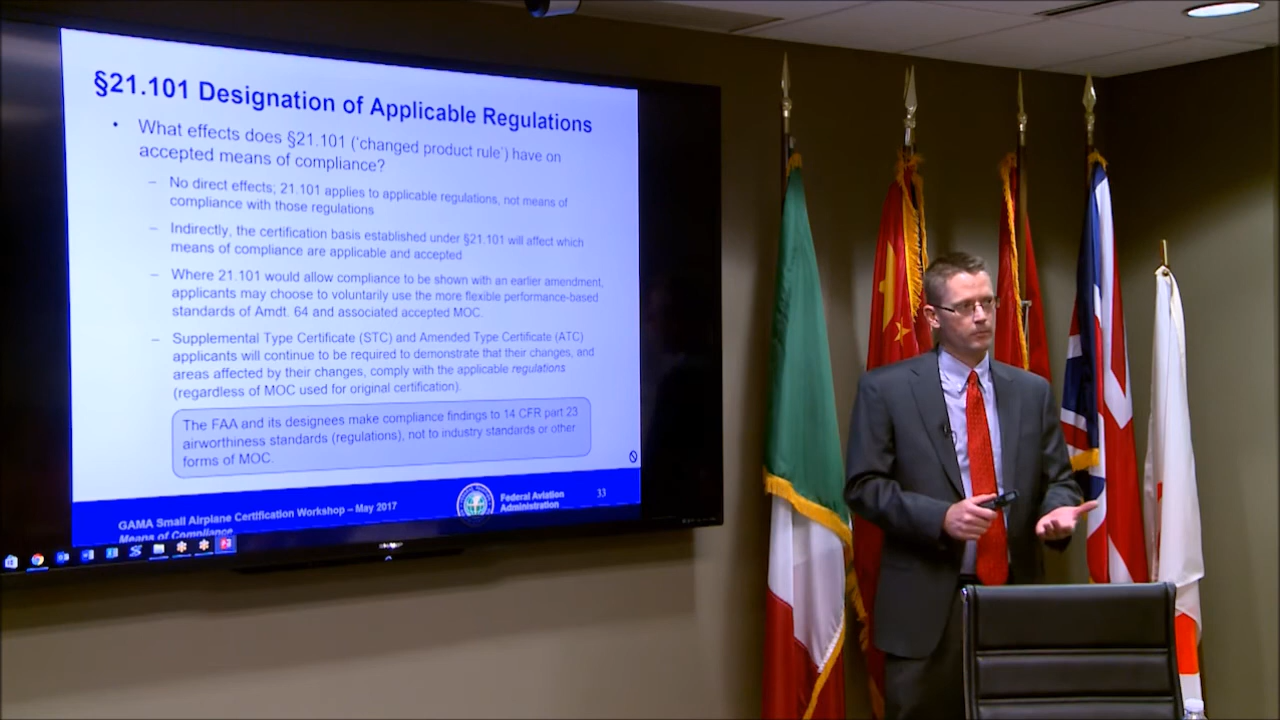 §21.101 Designation of Applicable Regulations
• What effects does §21.101 ('changed product rule') have on
accepted means of compliance?
– No direct effects; 21.101 applies to applicable regulations, not means of
compliance with those regulations
– Indirectly, the certification basis established under §21.101 will affect which
means of compliance are applicable and accepted
– Where 21.101 would allow compliance to be shown with an earlier amendment,
applicants may choose to voluntarily use the more flexible performance-based
standards of Amdt. 64 and associated accepted MOC.
– Supplemental Type Certificate (STC) and Amended Type Certificate (ATC)
applicants will continue to be required to demonstrate that their changes, and
areas affected by their changes, comply with the applicable regulations
(regardless of MOC used for original certification).
The FAA and its designees make compliance findings to 14 CFR part 23
airworthiness standards (regulations), not to industry standards or other
forms of MOC.
GAMA Small Airplane Certification Workshop – May 2017
Means of Compliance
Federal Aviation
Administration
33